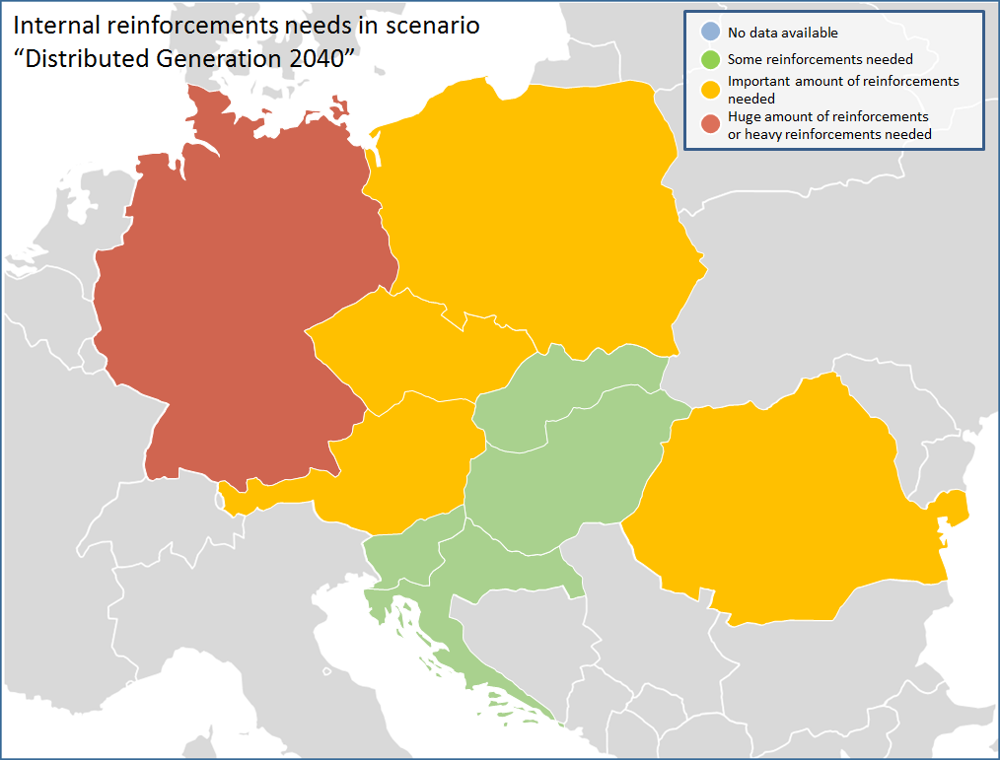 Internal reinforcements needs in scenario
“Distributed Generation 2040”
No data available
Some reinforcements needed
Important amount of reinforcements
needed
Huge amount of reinforcements
or heavy reinforcements needed